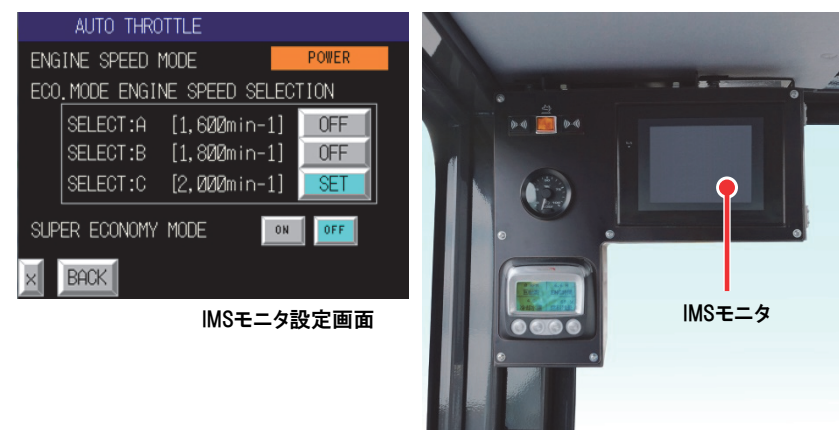 AUTO THROTTLE
ENGINE SPEED MODE POWER
ECO.MODE ENGINE SPEED SELECTION
SELECT:A [1,600min-1] OFF
SELECT:B [1,800min-1] OFF
SELECT:C [2,000min-1] SET
SUPER ECONOMY MODE ON OFF
× BACK
IMSモニタ設定画面
IMSモニタ